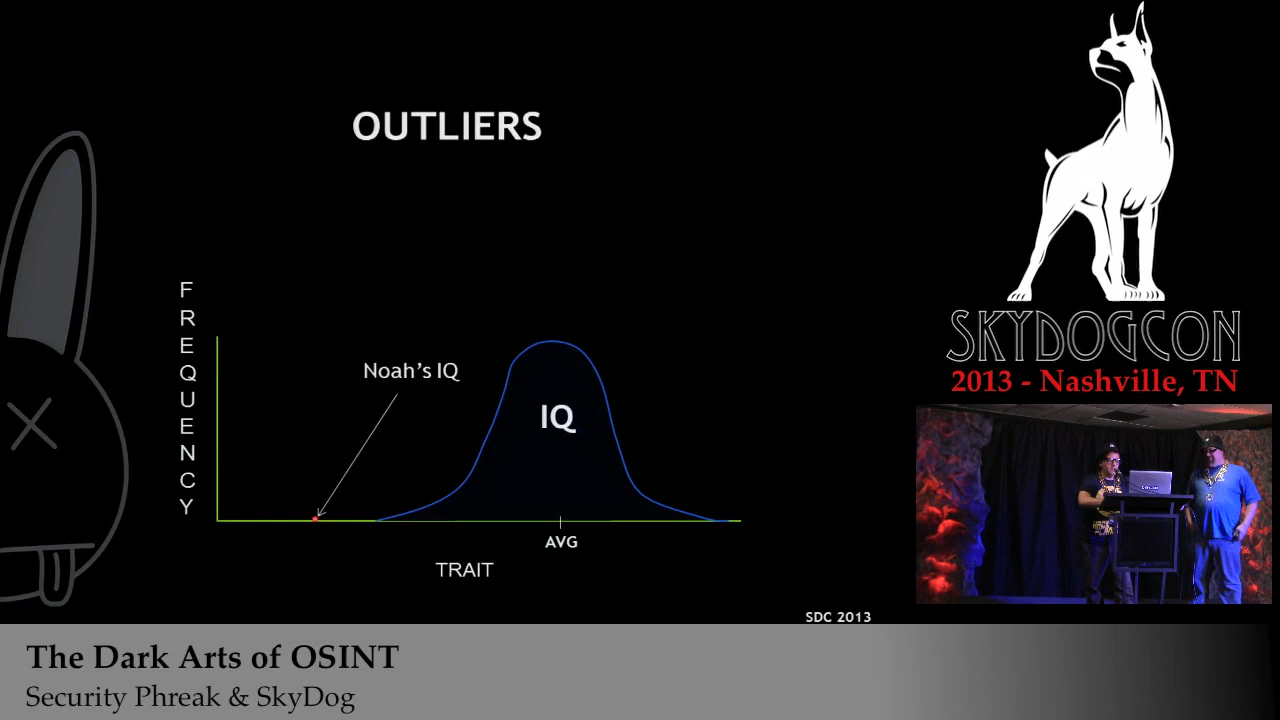 OUTLIERS
FREQUENCY
Noah's IQ
IQ
AVG
TRAIT
SDC 2013
SKYDOGCON
2013 - Nashville, TN
The Dark Arts of OSINT
Security Phreak & SkyDog